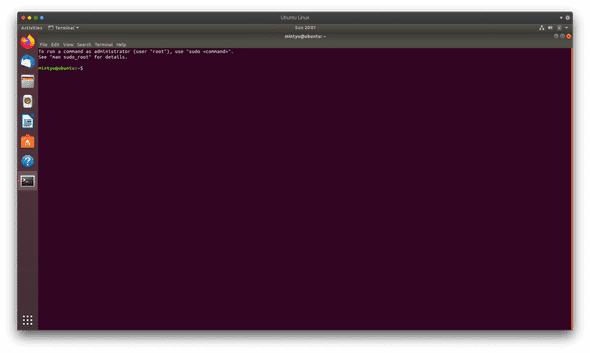 Ubuntu Linux
Activities Terminal
Sun 20:01
mintyu@ubuntu: ~
File Edit View Search Terminal Help
To run a command as administrator (user "root"), use "sudo <command>".
See "man sudo_root" for details.
mintyu@ubuntu:~$